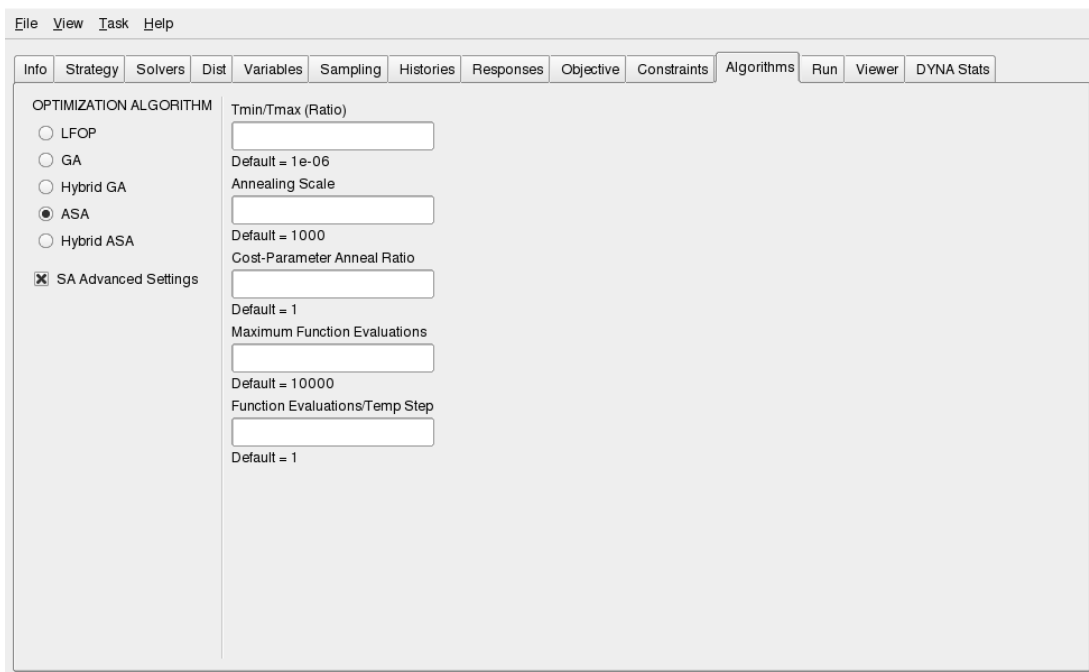 File View Task Help
Info Strategy Solvers Dist Variables Sampling Histories Responses Objective Constraints Algorithms Run Viewer DYNA Stats
OPTIMIZATION ALGORITHM
LFOP
GA
Hybrid GA
ASA
Hybrid ASA
SA Advanced Settings
Tmin/Tmax (Ratio)
Default = 1e-06
Annealing Scale
Default = 1000
Cost-Parameter Anneal Ratio
Default = 1
Maximum Function Evaluations
Default = 10000
Function Evaluations/Temp Step
Default = 1